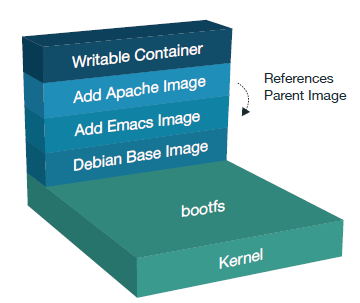 Writable Container
Add Apache Image
Add Emacs Image
Debian Base Image
References
Parent Image
bootfs
Kernel